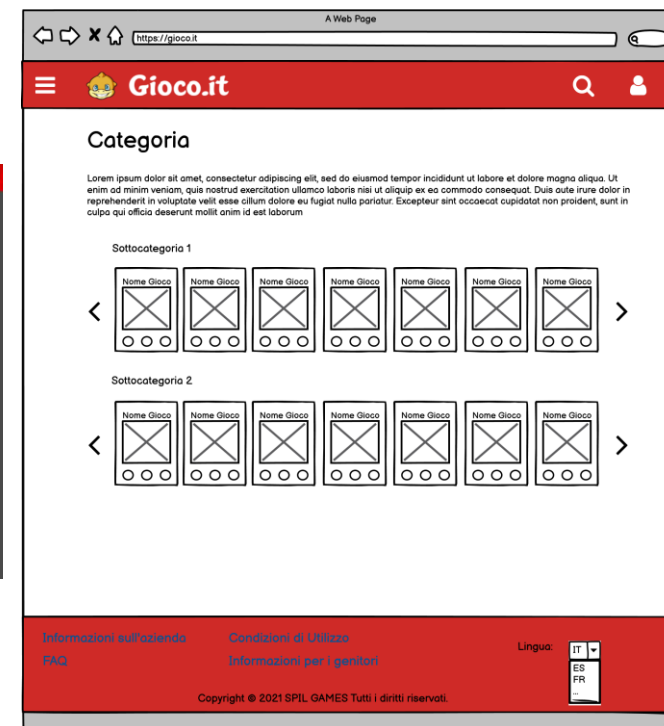 A Web Page
https://gioco.it
Gioco.it
Categoria
Lorem ipsum dolor sit amet, consectetur adipiscing elit, sed do eiusmod tempor incididunt ut labore et dolore magna aliqua. Ut
enim ad minim veniam, quis nostrud exercitation ullamco laboris nisi ut aliquip ex ea commodo consequat. Duis aute irure dolor in
reprehenderit in voluptate velit esse cillum dolore eu fugiat nulla pariatur. Excepteur sint occaecat cupidatat non proident, sunt in
culpa qui officia deserunt mollit anim id est laborum
Sottocategoria 1
Nome Gioco Nome Gioco Nome Gioco Nome Gioco Nome Gioco Nome Gioco Nome Gioco
Sottocategoria 2
Nome Gioco Nome Gioco Nome Gioco Nome Gioco Nome Gioco Nome Gioco Nome Gioco
Informazioni sull'azienda Condizioni di Utilizzo
Lingua: IT
FAQ Informazioni per i genitori
ES
FR
...
Copyright © 2021 SPIL GAMES Tutti i diritti riservati.